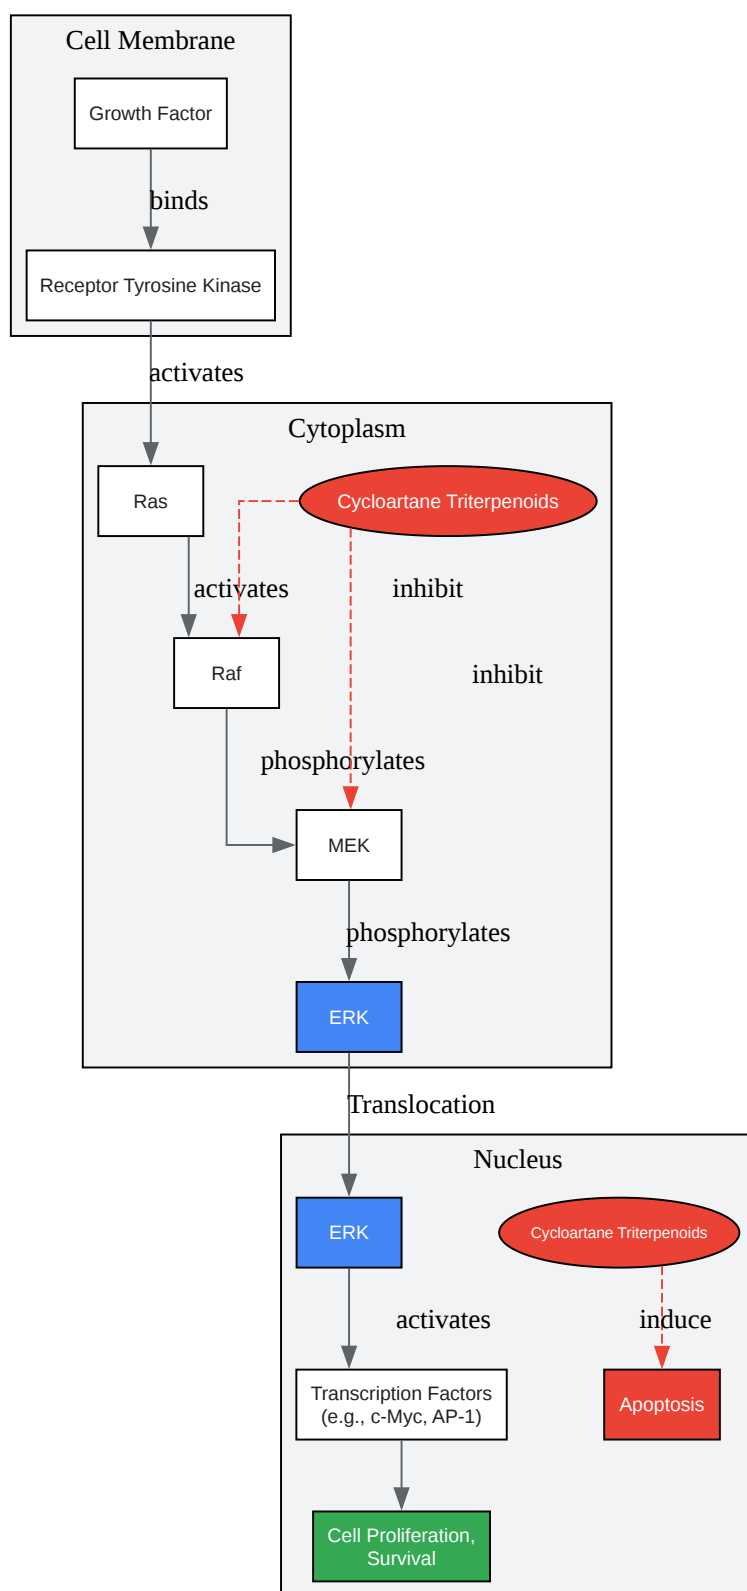 Cell Membrane
Growth Factor
binds
Receptor Tyrosine Kinase
activates
Cytoplasm
Ras
Cycloartane Triterpenoids
activates
inhibit
Raf
inhibit
phosphorylates
MEK
phosphorylates
ERK
Translocation
Nucleus
ERK
Cycloartane Triterpenoids
activates
induce
Transcription Factors
(e.g., c-Myc, AP-1)
Apoptosis
Cell Proliferation,
Survival